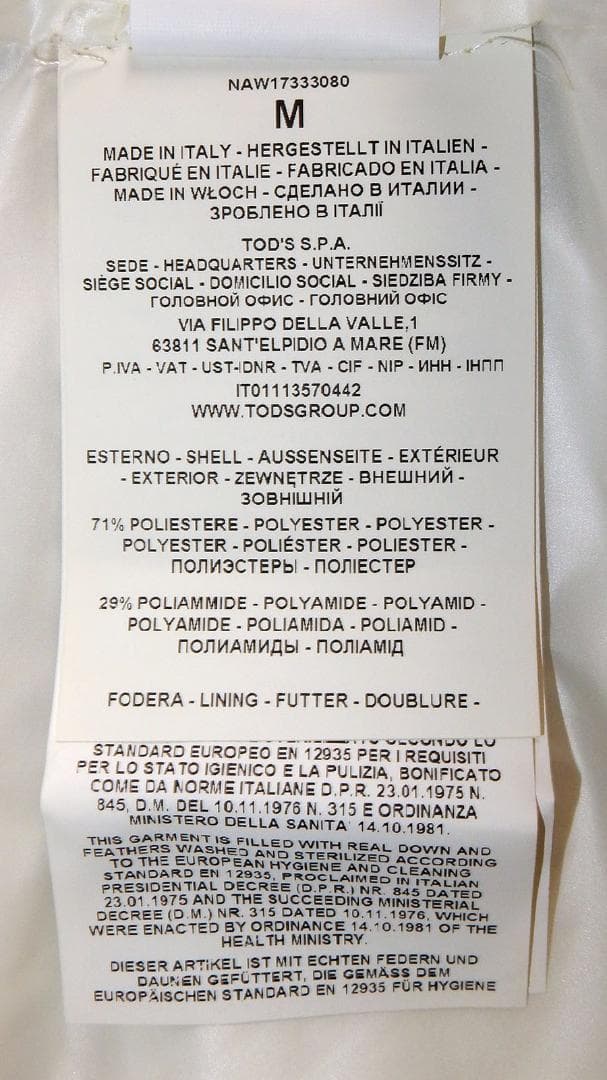 NAW17333080
M
MADE IN ITALY - HERGESTELLT IN ITALIEN -
FABRIQUÉ EN ITALIE - FABRICADO EN ITALIA -
MADE IN WŁOCH - СДЕЛАНО В ИТАЛИИ -
ЗРОБЛЕНО В ІТАЛІЇ
TOD'S S.P.A.
SEDE - HEADQUARTERS - UNTERNEHMENSSITZ -
SIÈGE SOCIAL - DOMICILIO SOCIAL - SIEDZIBA FIRMY -
ГОЛОВНОЙ ОФИС - ГОЛОВНИЙ ОФІС
VIA FILIPPO DELLA VALLE,1
63811 SANT'ELPIDIO A MARE (FM)
P.IVA - VAT - UST-IDNR - TVA - CIF - NIP - ИНН - ІНПП
IT01113570442
WWW.TODSGROUP.COM
ESTERNO - SHELL - AUSSENSEITE - EXTÉRIEUR
- EXTERIOR - ZEWNĘTRZE - ВНЕШНИЙ -
ЗОВНІШНІЙ
71% POLIESTERE - POLYESTER - POLYESTER -
POLYESTER - POLIÉSTER - POLIESTER -
ПОЛИЭСТЕРЫ - ПОЛІЕСТЕР
29% POLIAMMIDE - POLYAMIDE - POLYAMID -
POLYAMIDE - POLIAMIDA - POLIAMID -
ПОЛИАМИДЫ - ПОЛІАМІД
FODERA - LINING - FUTTER - DOUBLURE -
STANDARD EUROPEO EN 12935 PER I REQUISITI
PER LO STATO IGIENICO E LA PULIZIA, BONIFICATO
COME DA NORME ITALIANE D.P.R. 23.01.1975 N.
845, D.M. DEL 10.11.1976 N. 315 E ORDINANZA
MINISTERO DELLA SANITA' 14.10.1981.
THIS GARMENT IS FILLED WITH REAL DOWN AND
FEATHERS WASHED AND STERILIZED ACCORDING
TO THE EUROPEAN HYGIENE AND CLEANING
STANDARD EN 12935, PROCLAIMED IN ITALIAN
PRESIDENTIAL DECREE (D.P.R.) NR. 845 DATED
23.01.1975 AND THE SUCCEEDING MINISTERIAL
DECREE (D.M.) NR. 315 DATED 10.11.1976, WHICH
WERE ENACTED BY ORDINANCE 14.10.1981 OF THE
HEALTH MINISTRY.
DIESER ARTIKEL IST MIT ECHTEN FEDERN UND
DAUNEN GEFÜTTERT, DIE GEMÄSS DEM
EUROPÄISCHEN STANDARD EN 12935 FÜR HYGIENE